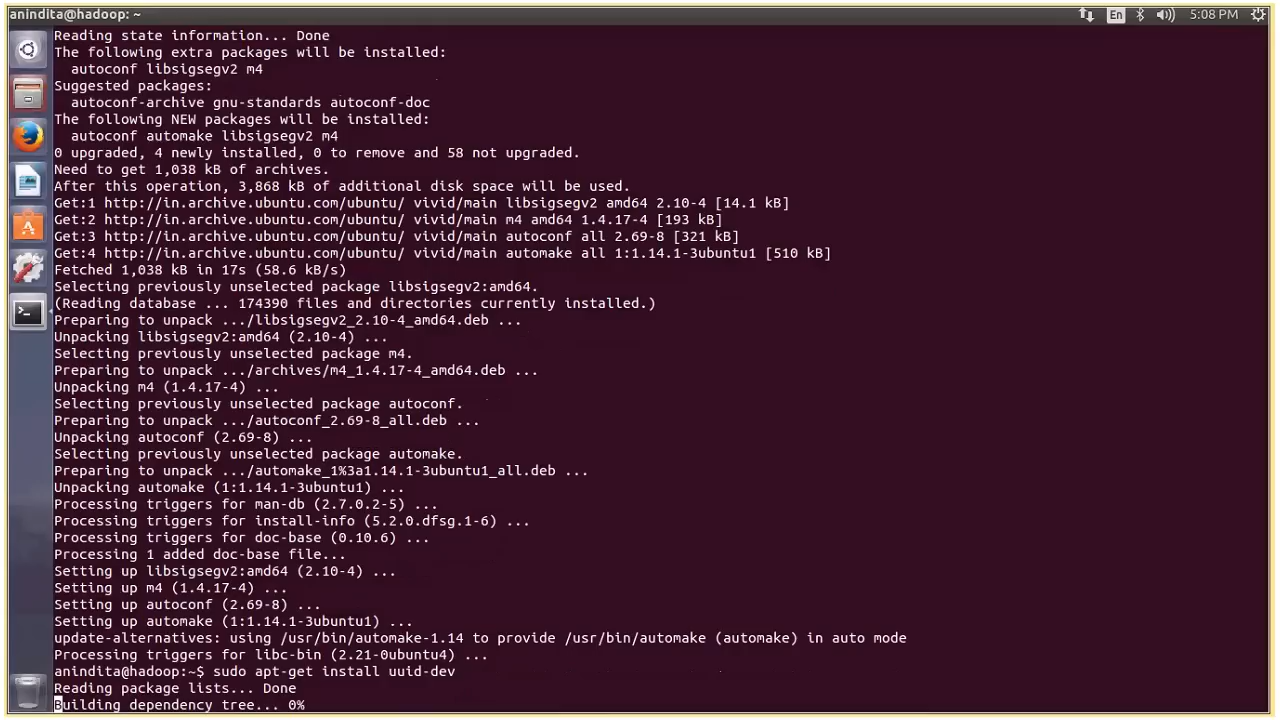 anindita@hadoop: ~
En
5:08 PM
Reading state information... Done
The following extra packages will be installed:
  autoconf libsigsegv2 m4
Suggested packages:
  autoconf-archive gnu-standards autoconf-doc
The following NEW packages will be installed:
  autoconf automake libsigsegv2 m4
0 upgraded, 4 newly installed, 0 to remove and 58 not upgraded.
Need to get 1,038 kB of archives.
After this operation, 3,868 kB of additional disk space will be used.
Get:1 http://in.archive.ubuntu.com/ubuntu/ vivid/main libsigsegv2 amd64 2.10-4 [14.1 kB]
Get:2 http://in.archive.ubuntu.com/ubuntu/ vivid/main m4 amd64 1.4.17-4 [193 kB]
Get:3 http://in.archive.ubuntu.com/ubuntu/ vivid/main autoconf all 2.69-8 [321 kB]
Get:4 http://in.archive.ubuntu.com/ubuntu/ vivid/main automake all 1:1.14.1-3ubuntu1 [510 kB]
Fetched 1,038 kB in 17s (58.6 kB/s)
Selecting previously unselected package libsigsegv2:amd64.
(Reading database ... 174390 files and directories currently installed.)
Preparing to unpack .../libsigsegv2_2.10-4_amd64.deb ...
Unpacking libsigsegv2:amd64 (2.10-4) ...
Selecting previously unselected package m4.
Preparing to unpack .../archives/m4_1.4.17-4_amd64.deb ...
Unpacking m4 (1.4.17-4) ...
Selecting previously unselected package autoconf.
Preparing to unpack .../autoconf_2.69-8_all.deb ...
Unpacking autoconf (2.69-8) ...
Selecting previously unselected package automake.
Preparing to unpack .../automake_1%3a1.14.1-3ubuntu1_all.deb ...
Unpacking automake (1:1.14.1-3ubuntu1) ...
Processing triggers for man-db (2.7.0.2-5) ...
Processing triggers for install-info (5.2.0.dfsg.1-6) ...
Processing triggers for doc-base (0.10.6) ...
Processing 1 added doc-base file...
Setting up libsigsegv2:amd64 (2.10-4) ...
Setting up m4 (1.4.17-4) ...
Setting up autoconf (2.69-8) ...
Setting up automake (1:1.14.1-3ubuntu1) ...
update-alternatives: using /usr/bin/automake-1.14 to provide /usr/bin/automake (automake) in auto mode
Processing triggers for libc-bin (2.21-0ubuntu4) ...
anindita@hadoop:~$ sudo apt-get install uuid-dev
Reading package lists... Done
Building dependency tree... 0%